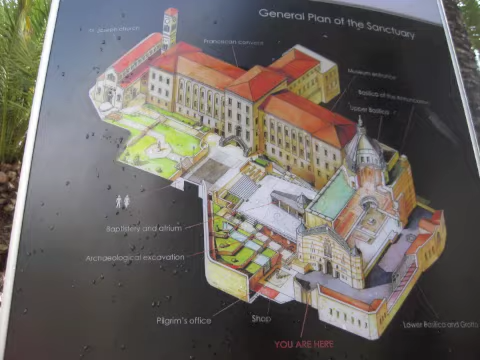 General Plan of the Sanctuary
St. Joseph church
Franciscan convent
Museum entrance
Basilica of the Annunciation
Upper Basilica
Baptistery and atrium
Archaeological excavation
Pilgrim's office
Shop
YOU ARE HERE
Lower Basilica and Grotto